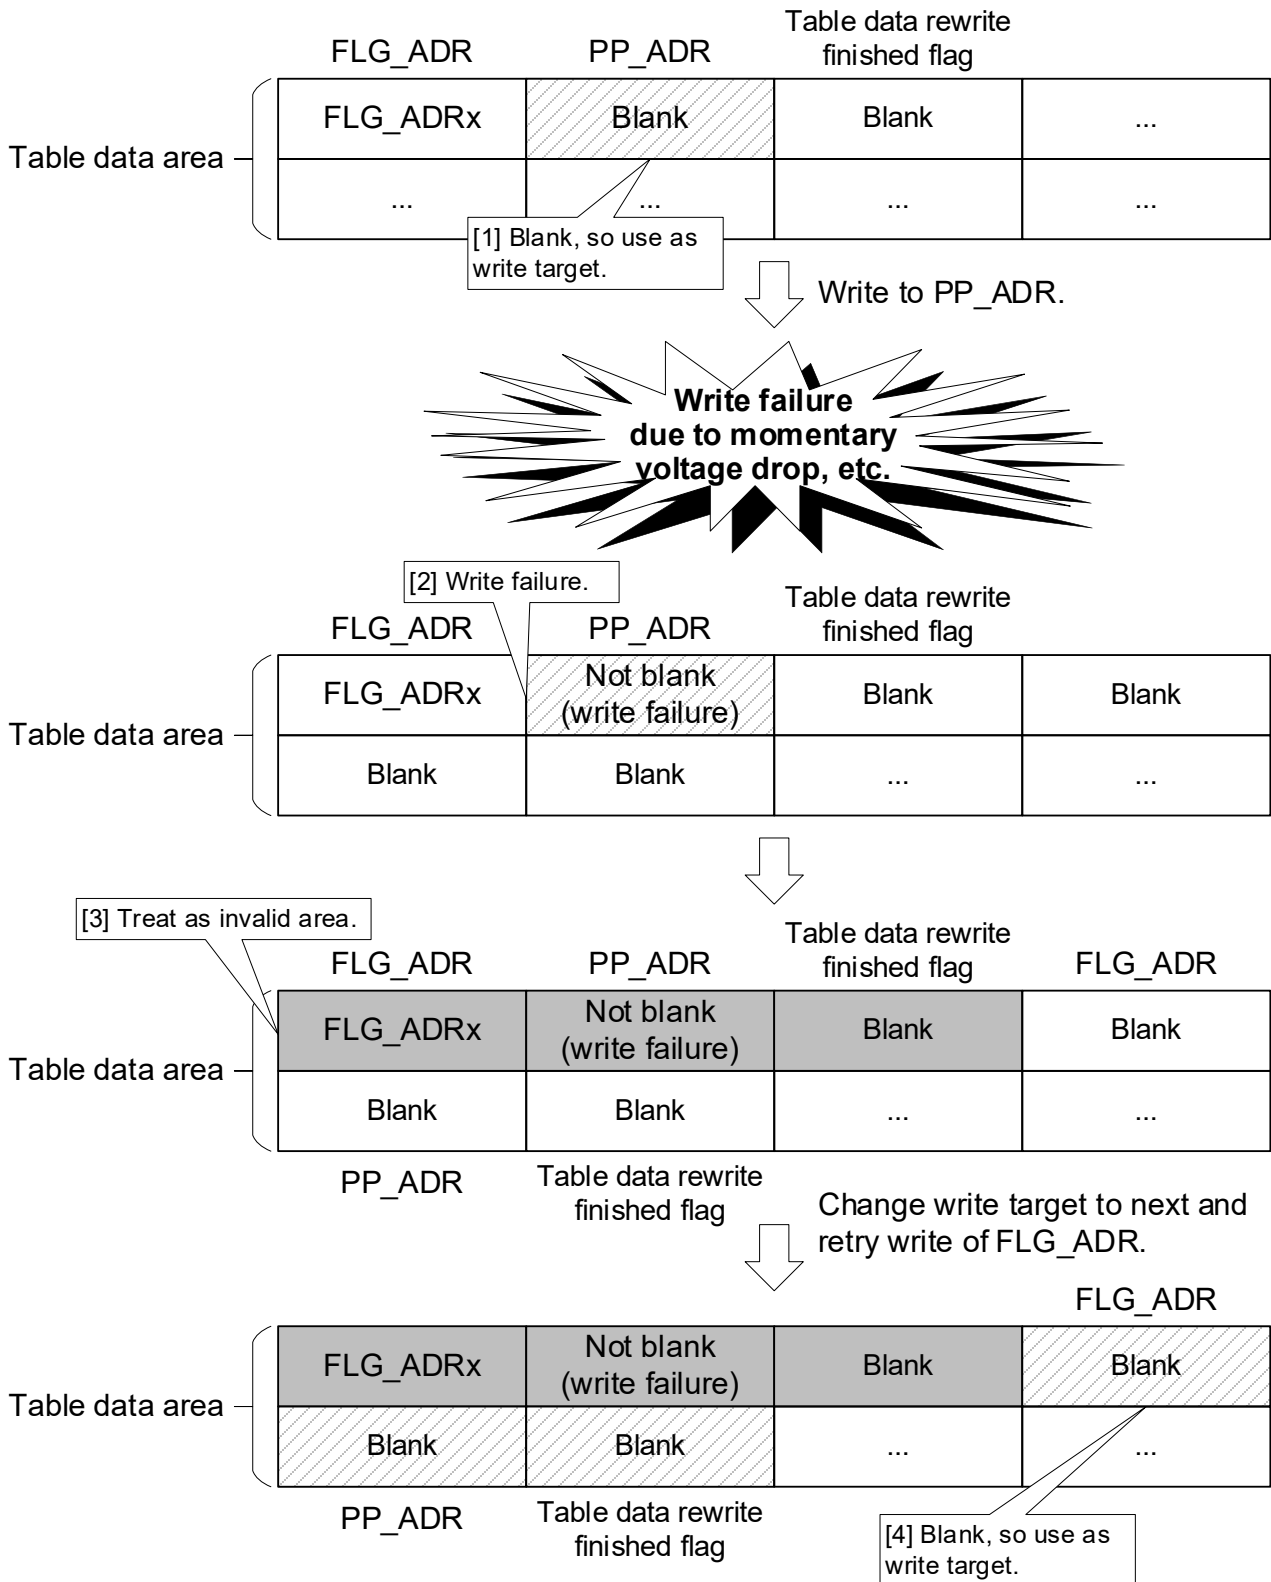 Table data rewrite
finished flag
FLG_ADR
PP_ADR
Table data area
FLG_ADRx
Blank
Blank
...
...
...
...
...
[1] Blank, so use as
write target.
Write to PP_ADR.
Write failure
due to momentary
voltage drop, etc.
[2] Write failure.
FLG_ADR
PP_ADR
Table data rewrite
finished flag
Table data area
FLG_ADRx
Not blank
(write failure)
Blank
Blank
Blank
Blank
...
...
[3] Treat as invalid area.
FLG_ADR
PP_ADR
Table data rewrite
finished flag
FLG_ADR
Table data area
FLG_ADRx
Not blank
(write failure)
Blank
Blank
Blank
Blank
...
...
PP_ADR
Table data rewrite
finished flag
Change write target to next and
retry write of FLG_ADR.
FLG_ADR
Table data area
FLG_ADRx
Not blank
(write failure)
Blank
Blank
Blank
Blank
...
...
PP_ADR
Table data rewrite
finished flag
[4] Blank, so use as
write target.